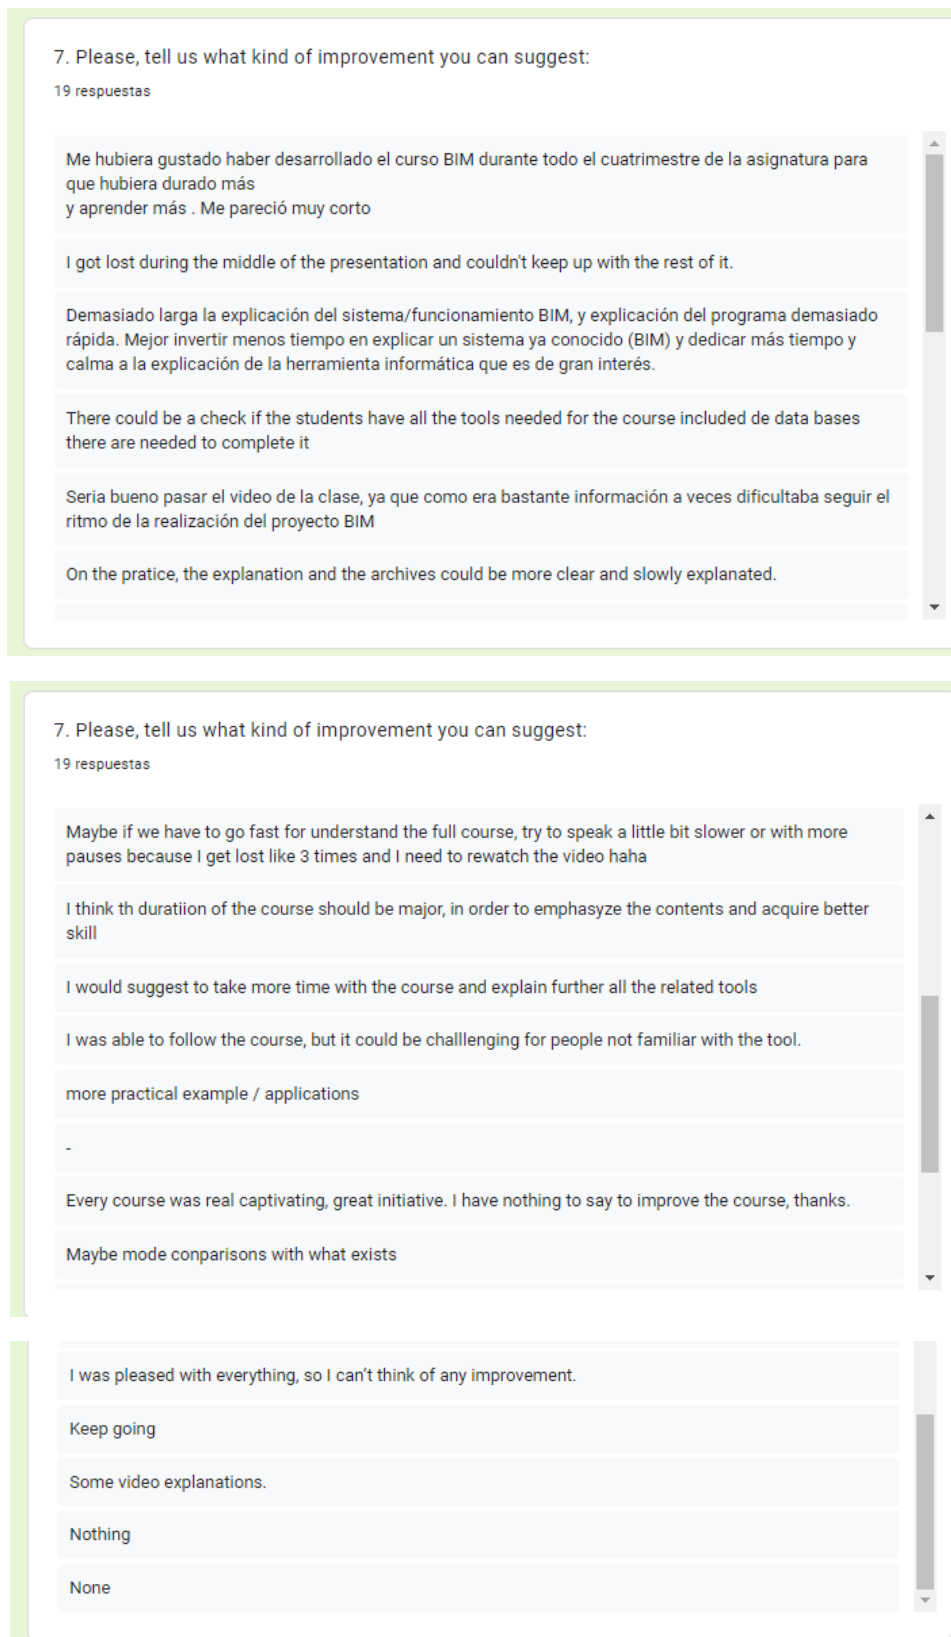 7. Please, tell us what kind of improvement you can suggest:
19 respuestas
Me hubiera gustado haber desarrollado el curso BIM durante todo el cuatrimestre de la asignatura para
que hubiera durado más
y aprender más . Me pareció muy corto
I got lost during the middle of the presentation and couldn't keep up with the rest of it.
Demasiado larga la explicación del sistema/funcionamiento BIM, y explicación del programa demasiado
rápida. Mejor invertir menos tiempo en explicar un sistema ya conocido (BIM) y dedicar más tiempo y
calma a la explicación de la herramienta informática que es de gran interés.
There could be a check if the students have all the tools needed for the course included de data bases
there are needed to complete it
Seria bueno pasar el video de la clase, ya que como era bastante información a veces dificultaba seguir el
ritmo de la realización del proyecto BIM
On the pratice, the explanation and the archives could be more clear and slowly explanated.
7. Please, tell us what kind of improvement you can suggest:
19 respuestas
Maybe if we have to go fast for understand the full course, try to speak a little bit slower or with more
pauses because I get lost like 3 times and I need to rewatch the video haha
I think th duratiion of the course should be major, in order to emphasyze the contents and acquire better
skill
I would suggest to take more time with the course and explain further all the related tools
I was able to follow the course, but it could be challlenging for people not familiar with the tool.
more practical example / applications
-
Every course was real captivating, great initiative. I have nothing to say to improve the course, thanks.
Maybe mode conparisons with what exists
I was pleased with everything, so I can't think of any improvement.
Keep going
Some video explanations.
Nothing
None